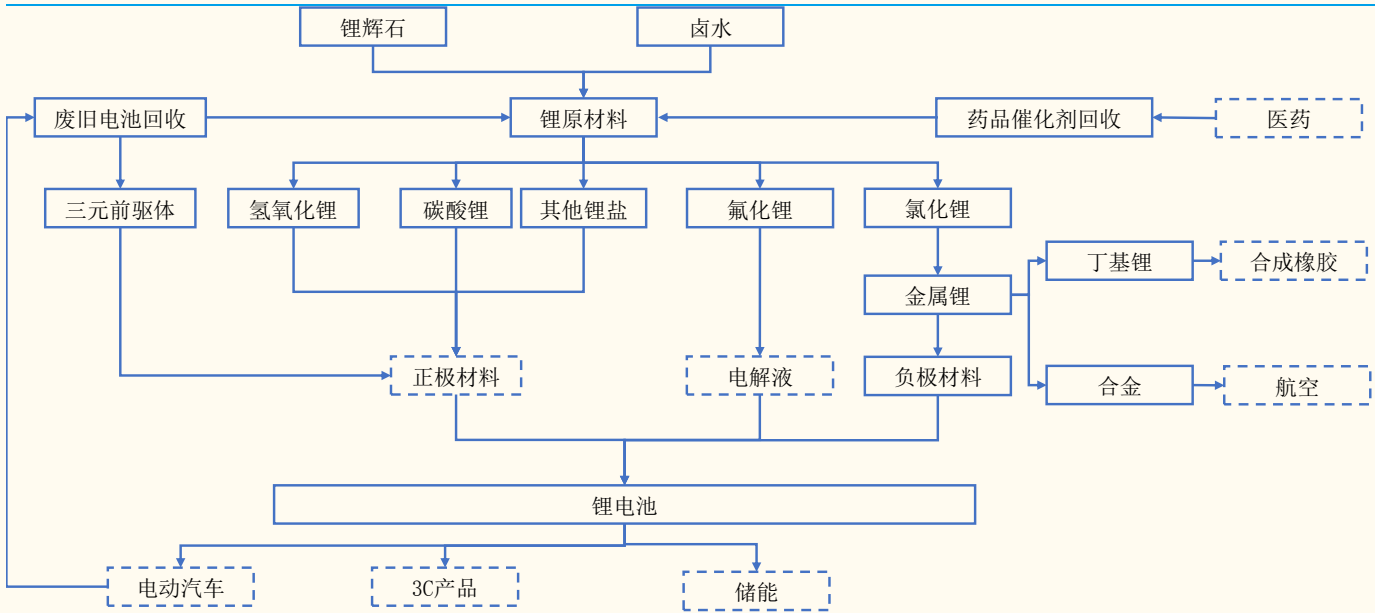 锂辉石
卤水
废旧电池回收
锂原材料
药品催化剂回收
医药
三元前驱体
氢氧化锂
碳酸锂
其他锂盐
氟化锂
氯化锂
丁基锂
合成橡胶
金属锂
正极材料
电解液
负极材料
合金
航空
锂电池
电动汽车
3C产品
储能